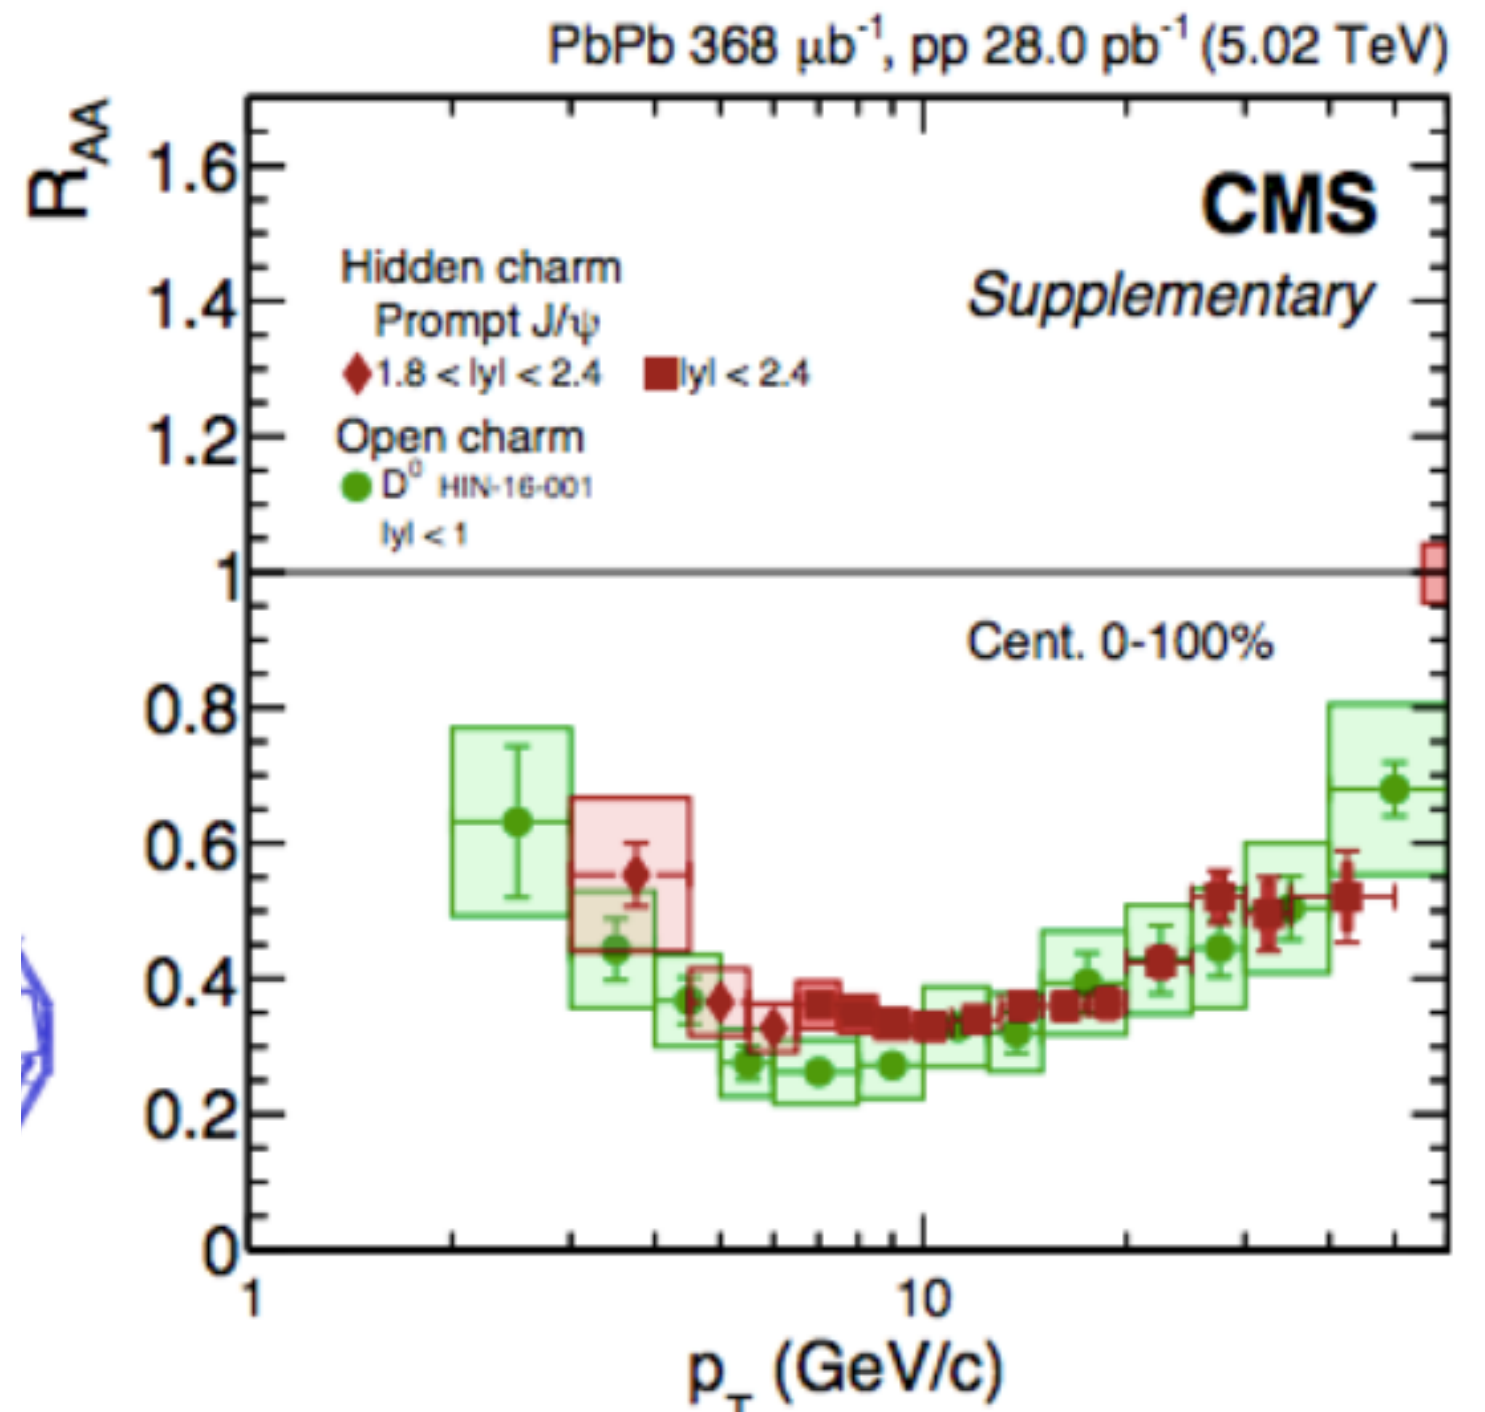 PbPb 368 μb⁻¹, pp 28.0 pb⁻¹ (5.02 TeV)
R_AA
CMS
Supplementary
Hidden charm
Prompt J/ψ
1.8 < |y| < 2.4
|y| < 2.4
Open charm
D⁰ HIN-16-001
|y| < 1
Cent. 0-100%
1.6
1.4
1.2
1
0.8
0.6
0.4
0.2
0
1
10
p_T (GeV/c)